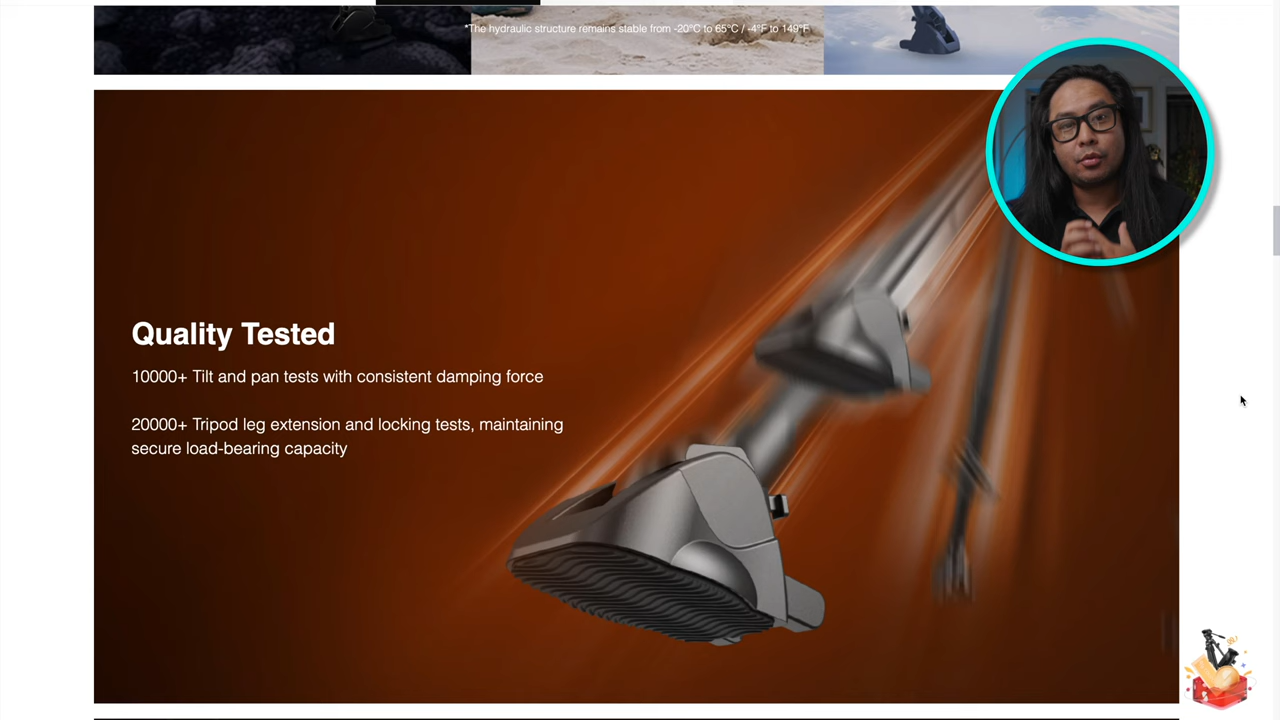 *The hydraulic structure remains stable from -20°C to 65°C / -4°F to 149°F
Quality Tested
10000+ Tilt and pan tests with consistent damping force
20000+ Tripod leg extension and locking tests, maintaining
secure load-bearing capacity